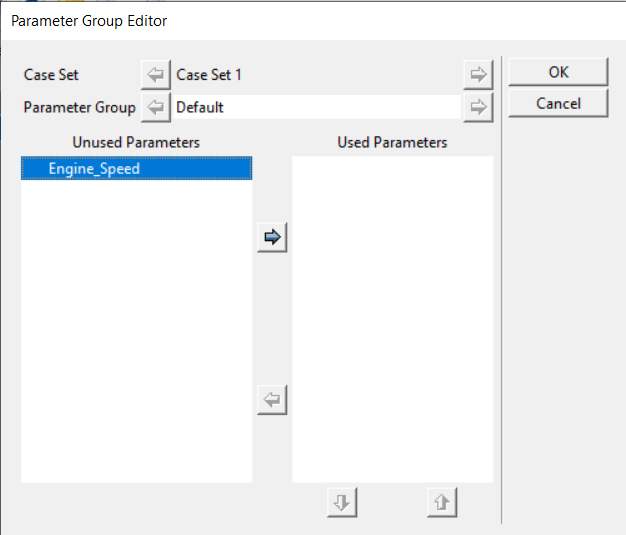 Parameter Group Editor
Case Set Case Set 1 OK
Parameter Group Default Cancel
Unused Parameters Used Parameters
Engine_Speed